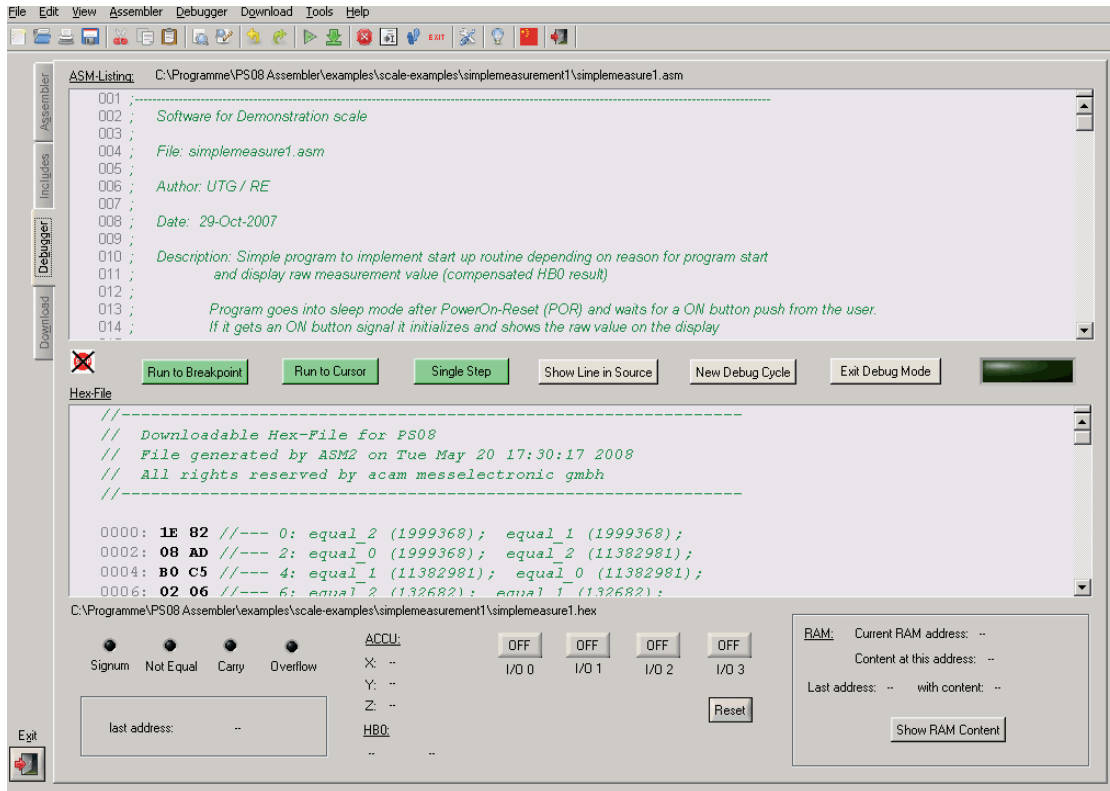 File Edit View Assembler Debugger Download Tools Help
EXIT
Assembler
Includes
Debugger
Download
ASM-Listing: C:\Programme\PS08 Assembler\examples\scale-examples\simplemeasurement1\simplemeasure1.asm
001 ;-----------------------------------------------------------------------------------------------
002 ; Software for Demonstration scale
003 ;
004 ; File: simplemeasure1.asm
005 ;
006 ; Author: UTG / RE
007 ;
008 ; Date: 29-Oct-2007
009 ;
010 ; Description: Simple program to implement start up routine depending on reason for program start
011 ; and display raw measurement value (compensated HB0 result)
012 ;
013 ; Program goes into sleep mode after PowerOn-Reset (POR) and waits for a ON button push from the user.
014 ; If it gets an ON button signal it initializes and shows the raw value on the display
Run to Breakpoint Run to Cursor Single Step Show Line in Source New Debug Cycle Exit Debug Mode
Hex-File
//------------------------------------------------------------
// Downloadable Hex-File for PS08
// File generated by ASM2 on Tue May 20 17:30:17 2008
// All rights reserved by acam messelectronic gmbh
//------------------------------------------------------------
0000: 1E 82 //--- 0: equal_2 (1999368); equal_1 (1999368);
0002: 08 AD //--- 2: equal_0 (1999368); equal_2 (11382981);
0004: B0 C5 //--- 4: equal_1 (11382981); equal_0 (11382981);
0006: 02 06 //--- 6: equal_2 (132682); equal_1 (132682);
C:\Programme\PS08 Assembler\examples\scale-examples\simplemeasurement1\simplemeasure1.hex
Signum Not Equal Carry Overflow
last address: --
ACCU:
X: --
Y: --
Z: --
HB0:
-- --
-- --
OFF OFF OFF OFF
I/O 0 I/O 1 I/O 2 I/O 3
Reset
RAM: Current RAM address: --
Content at this address: --
Last address: -- with content: --
Show RAM Content
Exit